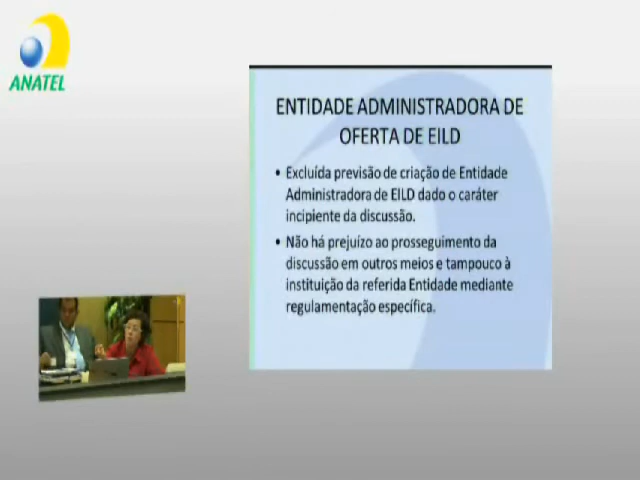 ANATEL
ENTIDADE ADMINISTRADORA DE
OFERTA DE EILD
• Excluída previsão de criação de Entidade
Administradora de EILD dado o caráter
incipiente da discussão.
• Não há prejuízo ao prosseguimento da
discussão em outros meios e tampouco à
instituição da referida Entidade mediante
regulamentação específica.